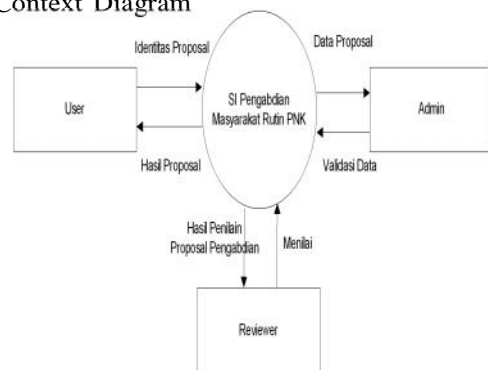 Context Diagram
Identitas Proposal
Data Proposal
User
SI Pengabdian
Masyarakat Rutin PNK
Admin
Hasil Proposal
Validasi Data
Hasil Penilain
Proposal Pengabdian
Menilai
Reviewer